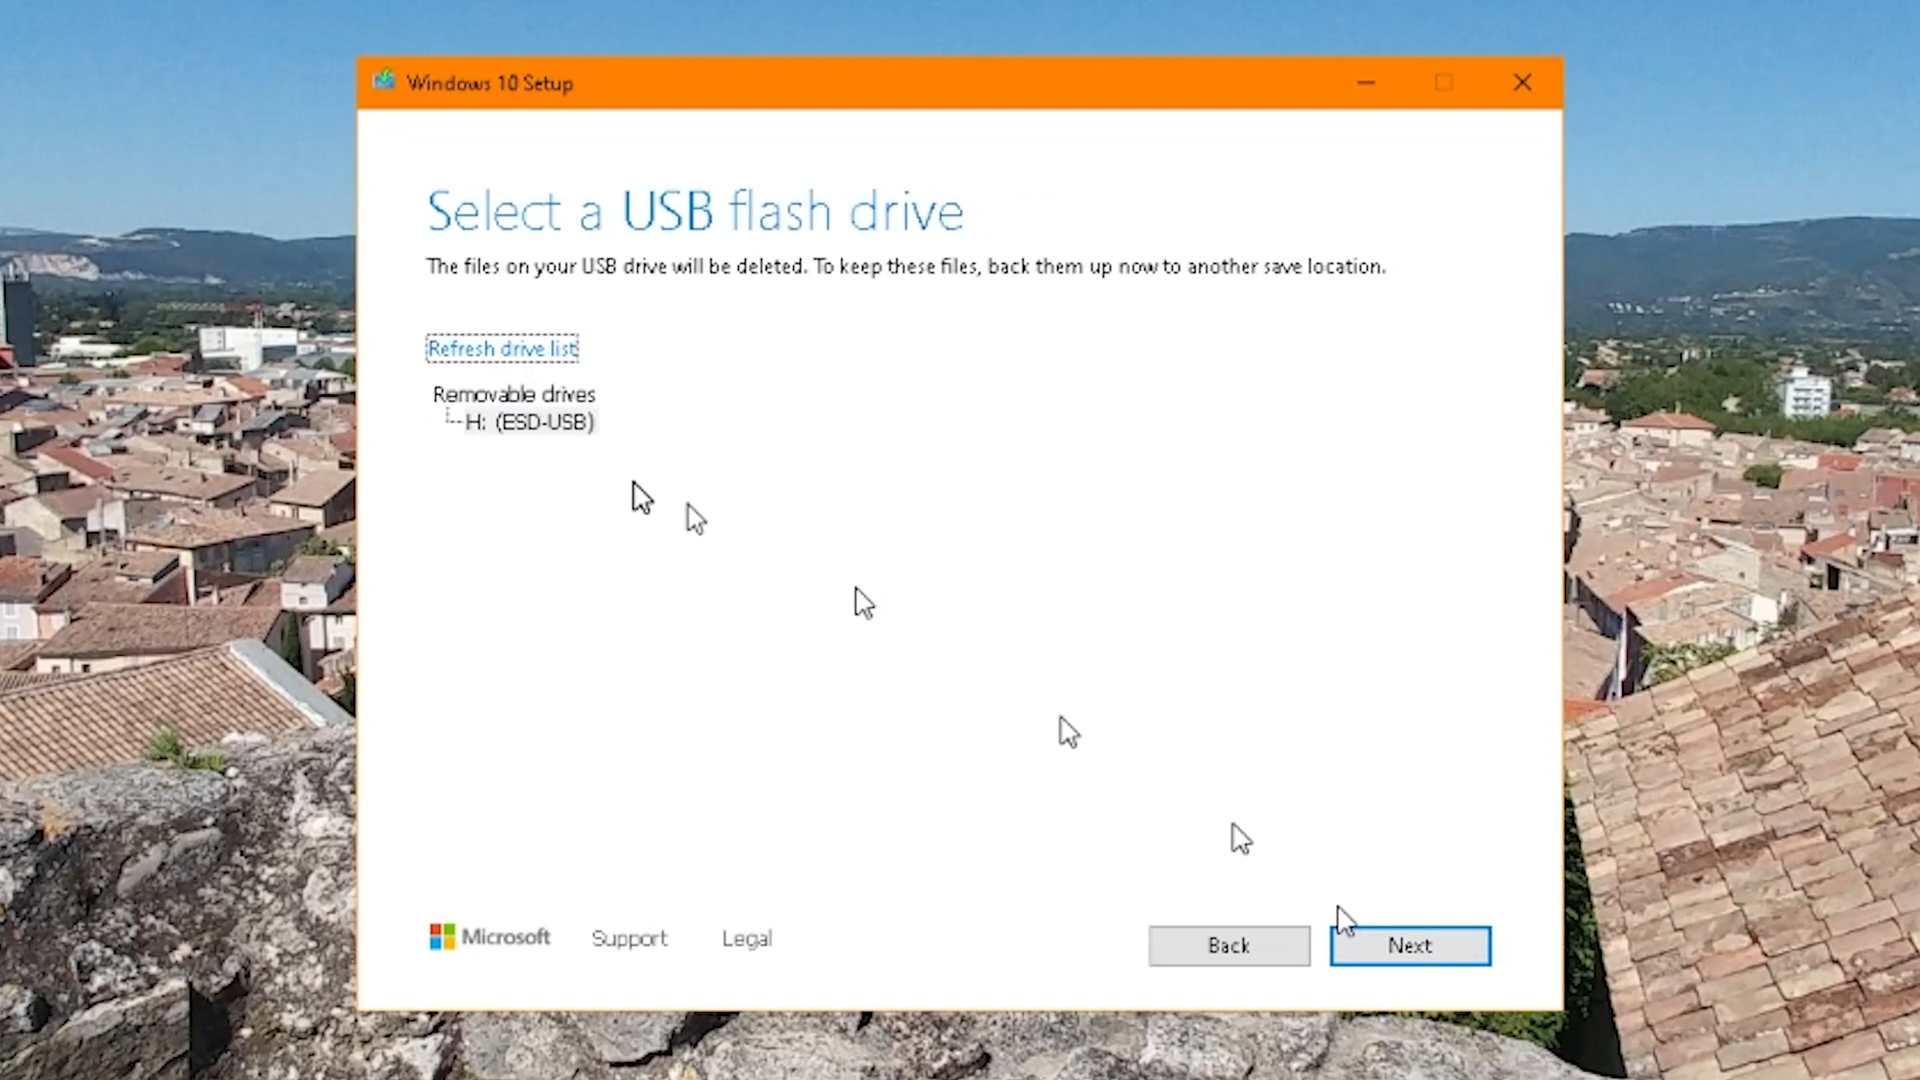 Windows 10 Setup
Select a USB flash drive
The files on your USB drive will be deleted. To keep these files, back them up now to another save location.
Refresh drive list
Removable drives
H: (ESD-USB)
Microsoft Support Legal Back Next